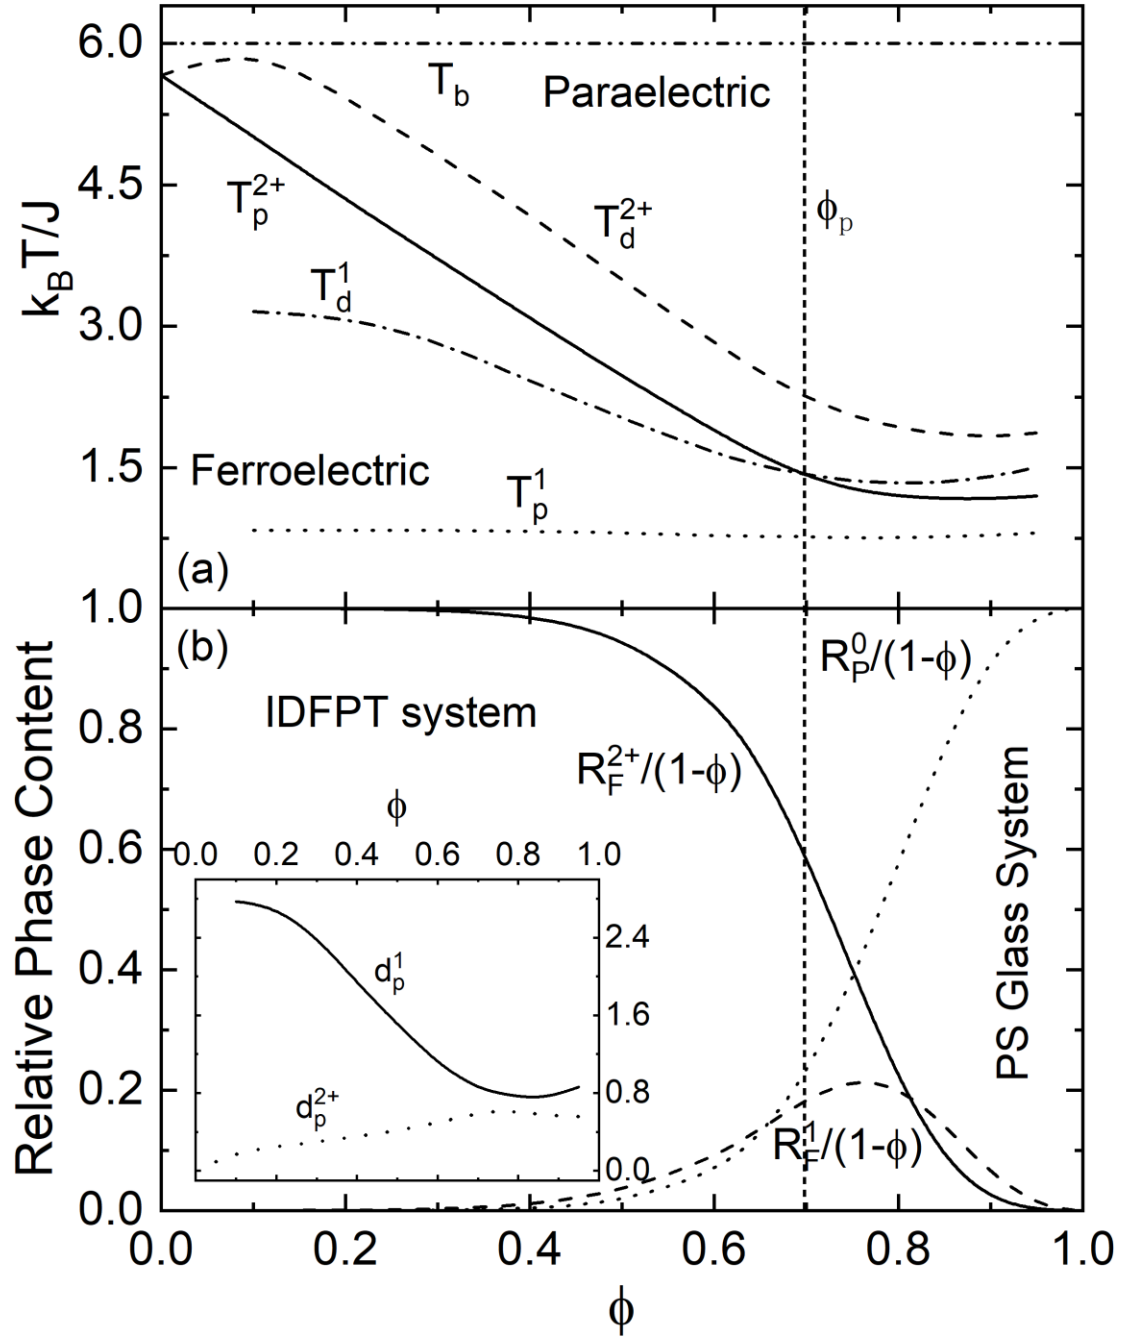 6.0
T_b
Paraelectric
4.5
T_p^{2+}
T_d^{2+}
ϕ_p
k_BT/J
T_d^1
3.0
1.5
Ferroelectric
T_p^1
(a)
1.0
(b)
R_P^0/(1-ϕ)
IDFPT system
0.8
R_F^{2+}/(1-ϕ)
Relative Phase Content
PS Glass System
ϕ
0.6
0.0 0.2 0.4 0.6 0.8 1.0
2.4
d_p^1
0.4
1.6
0.2
0.8
d_p^{2+}
R_F^1/(1-ϕ)
0.0
0.0
0.0 0.2 0.4 0.6 0.8 1.0
ϕ